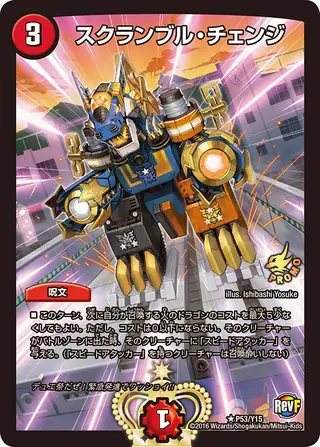 3
スクランブル・チェンジ
PROMO
illus. Ishibashi Yosuke
呪文
■ このターン、次に自分が召喚する火のドラゴンのコストを最大5少な
くしてもよい。ただし、コストは0以下にならない。そのクリーチャー
がバトルゾーンに出た時、そのクリーチャーに「スピードアタッカー」
を与える。(「スピードアタッカー」を持つクリーチャーは召喚酔いしない)
デュエ祭だぜ!緊急発進でワッショイ!!
RevF
1
★ P53/Y15
©2016 Wizards/Shogakukan/Mitsui-Kids